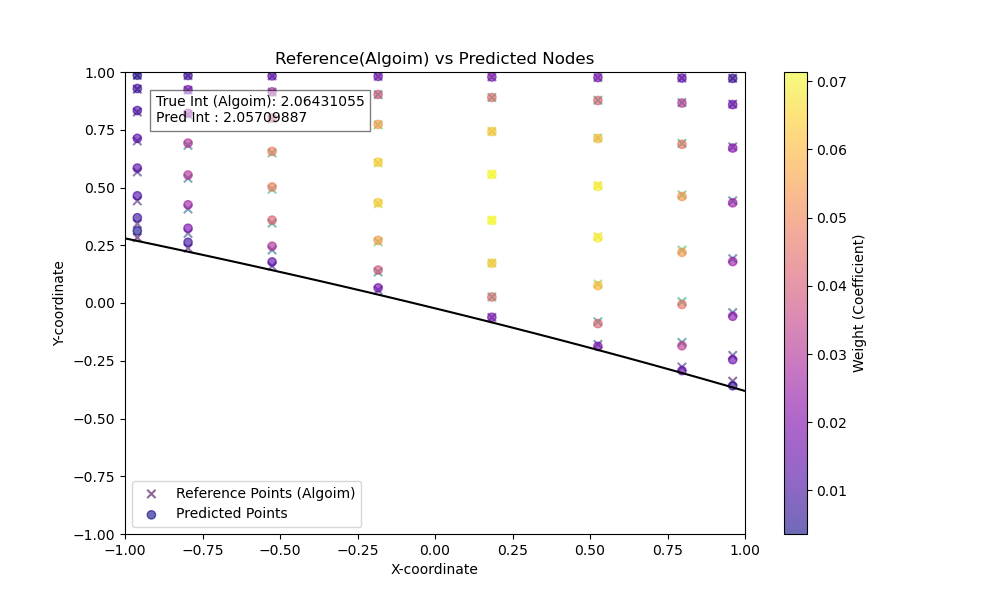 Reference(Algoim) vs Predicted Nodes
True Int (Algoim): 2.06431055
Pred Int : 2.05709887
1.00
0.75
0.50
0.25
0.00
−0.25
−0.50
−0.75
−1.00
Y-coordinate
Reference Points (Algoim)
Predicted Points
−1.00 −0.75 −0.50 −0.25 0.00 0.25 0.50 0.75 1.00
X-coordinate
0.07
0.06
0.05
0.04
0.03
0.02
0.01
Weight (Coefficient)